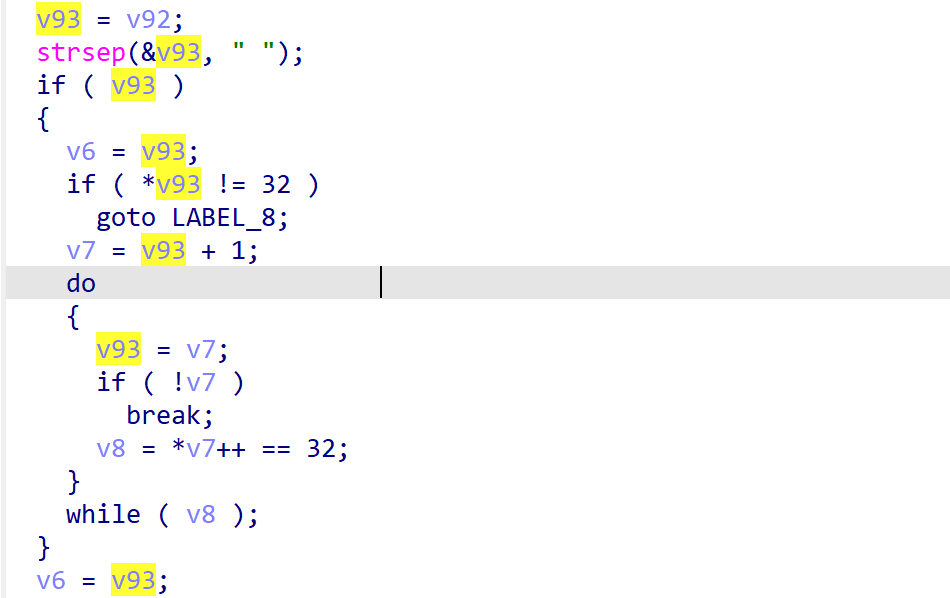 v93 = v92;
strsep(&v93, " ");
if ( v93 )
{
  v6 = v93;
  if ( *v93 != 32 )
    goto LABEL_8;
  v7 = v93 + 1;
  do
  {
    v93 = v7;
    if ( !v7 )
      break;
    v8 = *v7++ == 32;
  }
  while ( v8 );
}
v6 = v93;